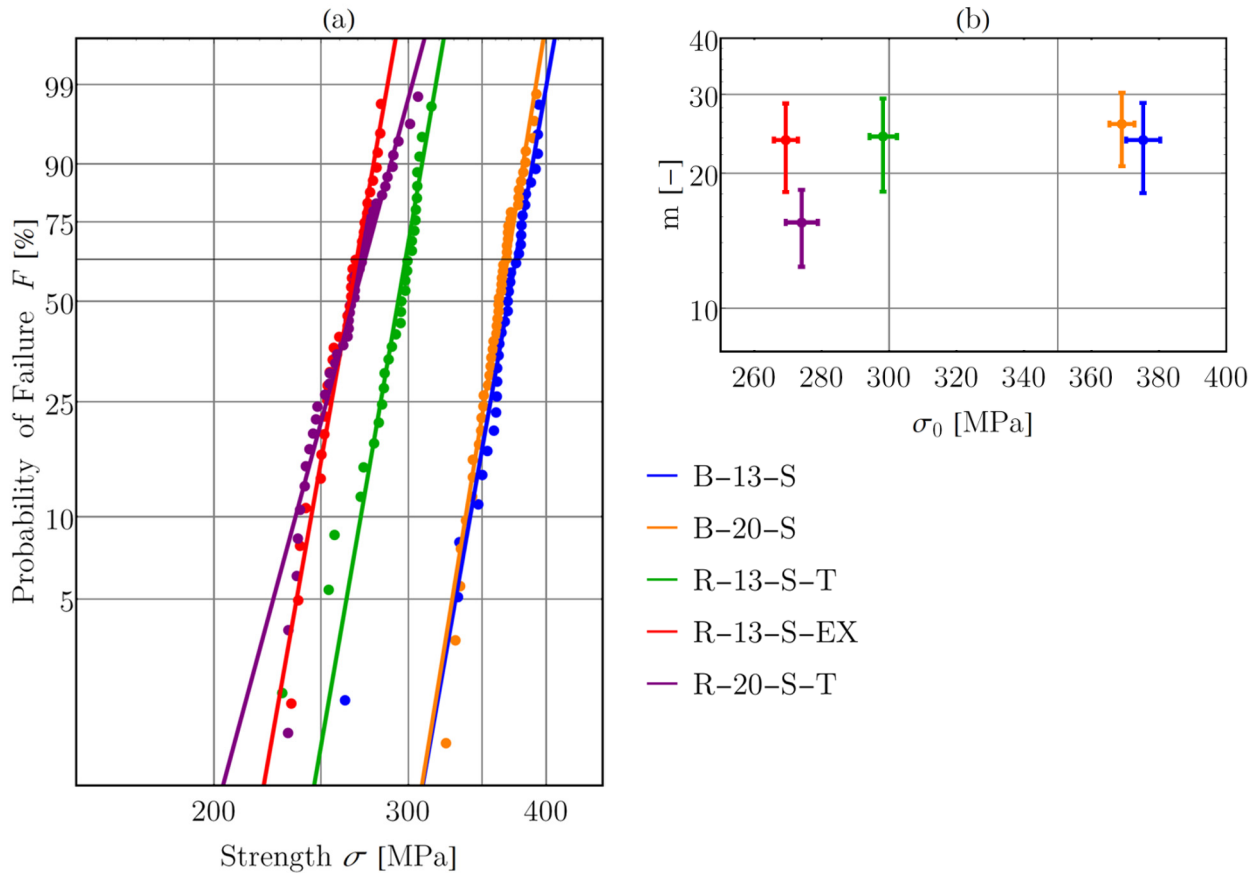 (a)
99
90
75
50
25
10
5
200 300 400
Probability of Failure F [%]
Strength σ [MPa]
(b)
40
30
20
10
m [–]
260 280 300 320 340 360 380 400
σ₀ [MPa]
B–13–S
B–20–S
R–13–S–T
R–13–S–EX
R–20–S–T